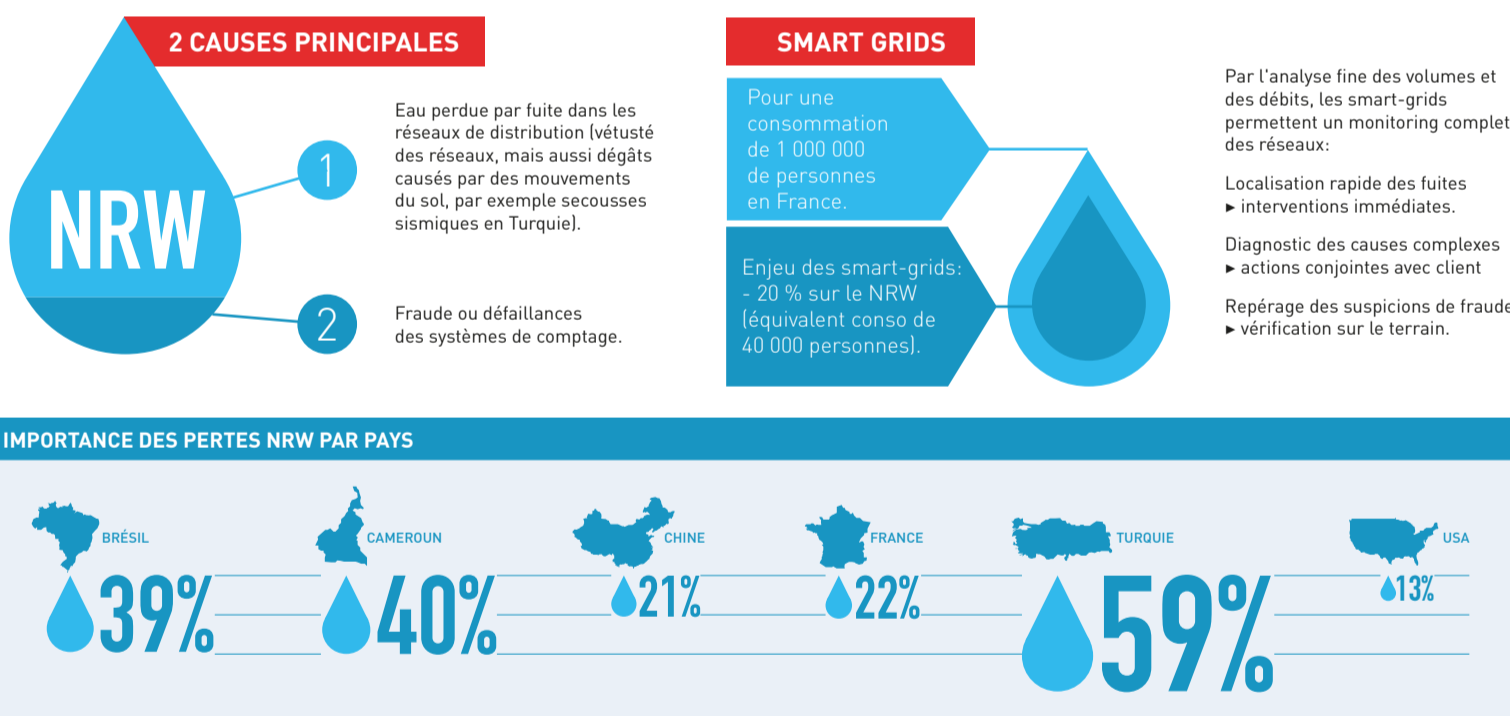 2 CAUSES PRINCIPALES
NRW
1
Eau perdue par fuite dans les
réseaux de distribution (vétusté
des réseaux, mais aussi dégâts
causés par des mouvements
du sol, par exemple secousses
sismiques en Turquie).
2
Fraude ou défaillances
des systèmes de comptage.
SMART GRIDS
Pour une
consommation
de 1 000 000
de personnes
en France.
Enjeu des smart-grids:
- 20 % sur le NRW
(équivalent conso de
40 000 personnes).
Par l'analyse fine des volumes et
des débits, les smart-grids
permettent un monitoring complet
des réseaux:
Localisation rapide des fuites
► interventions immédiates.
Diagnostic des causes complexes
► actions conjointes avec client
Repérage des suspicions de fraude
► vérification sur le terrain.
IMPORTANCE DES PERTES NRW PAR PAYS
BRÉSIL
39%
CAMEROUN
40%
CHINE
21%
FRANCE
22%
TURQUIE
59%
USA
13%